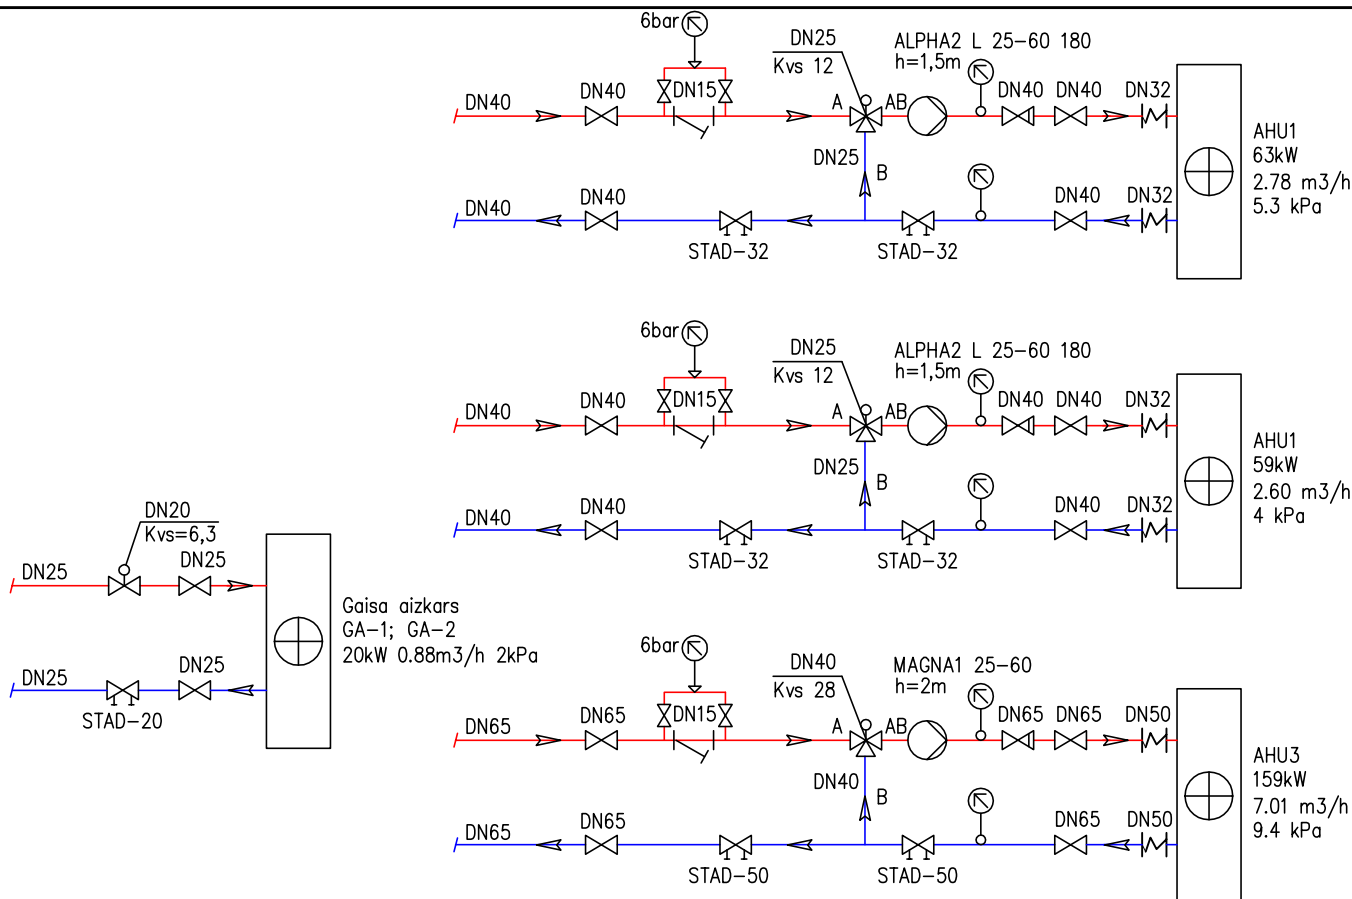 6bar
DN25
Kvs 12
ALPHA2 L 25-60 180
h=1,5m
DN40
DN40
DN15
A
AB
DN40
DN40
DN32
DN25
B
AHU1
63kW
2.78 m3/h
5.3 kPa
DN40
DN40
STAD-32
STAD-32
DN40
DN32
6bar
DN25
Kvs 12
ALPHA2 L 25-60 180
h=1,5m
DN40
DN40
DN15
A
AB
DN40
DN40
DN32
DN25
B
AHU1
59kW
2.60 m3/h
4 kPa
DN40
DN40
STAD-32
STAD-32
DN40
DN32
DN20
Kvs=6,3
DN25
DN25
Gaisa aizkars
GA-1; GA-2
20kW 0.88m3/h 2kPa
DN25
DN25
STAD-20
6bar
DN40
Kvs 28
MAGNA1 25-60
h=2m
DN65
DN65
DN15
A
AB
DN65
DN65
DN50
DN40
B
AHU3
159kW
7.01 m3/h
9.4 kPa
DN65
DN65
STAD-50
STAD-50
DN65
DN50